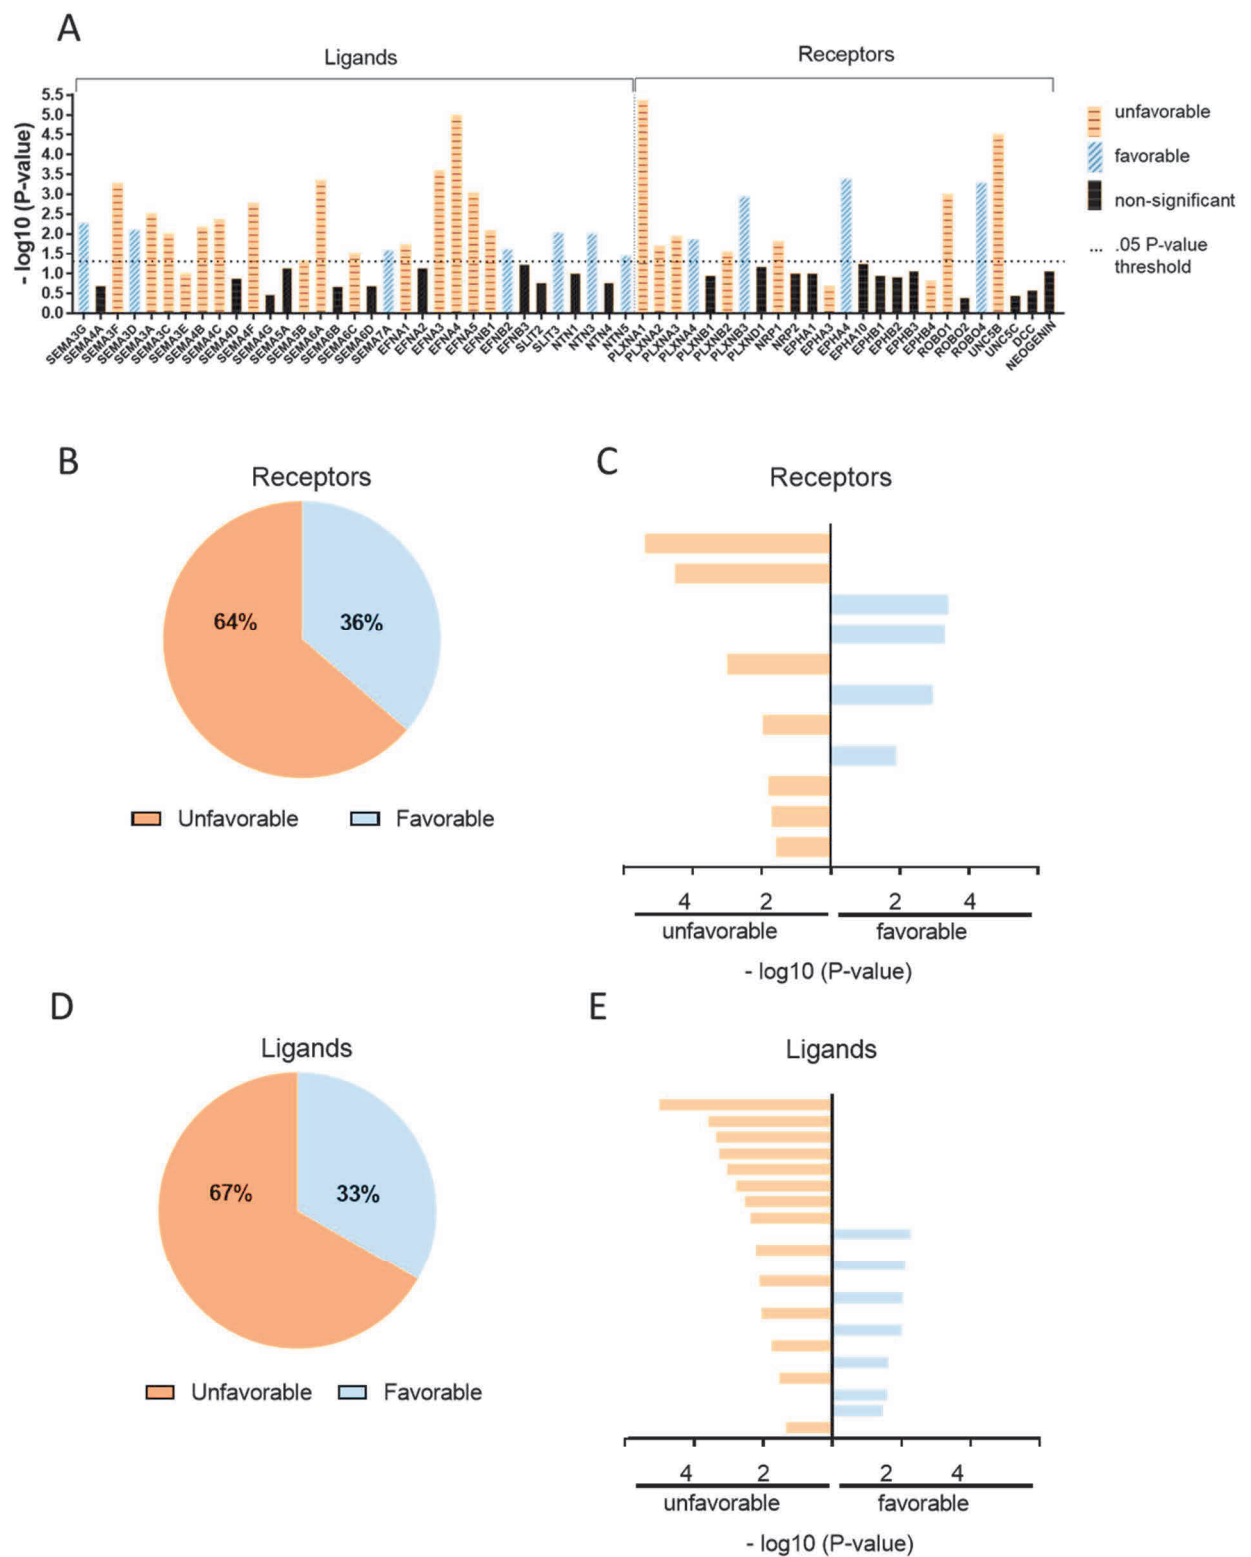 A
Ligands
Receptors
- log10 (P-value)
5.5
5.0
4.5
4.0
3.5
3.0
2.5
2.0
1.5
1.0
0.5
0.0
unfavorable
favorable
non-significant
... .05 P-value
threshold
SEMA3G
SEMA4A
SEMA3F
SEMA3D
SEMA3A
SEMA3C
SEMA3E
SEMA4B
SEMA4C
SEMA4D
SEMA4F
SEMA4G
SEMA5A
SEMA5B
SEMA6A
SEMA6B
SEMA6C
SEMA6D
SEMA7A
EFNA1
EFNA2
EFNA3
EFNA4
EFNA5
EFNB1
EFNB2
EFNB3
SLIT2
SLIT3
NTN1
NTN3
NTN4
NTN5
PLXNA1
PLXNA2
PLXNA3
PLXNA4
PLXNB1
PLXNB2
PLXNB3
PLXND1
NRP1
NRP2
EPHA1
EPHA3
EPHA4
EPHA10
EPHB1
EPHB2
EPHB3
EPHB4
ROBO1
ROBO2
ROBO4
UNC5B
UNC5C
DCC
NEOGENIN
B
Receptors
64%
36%
Unfavorable
Favorable
C
Receptors
4 2 2 4
unfavorable favorable
- log10 (P-value)
D
Ligands
67%
33%
Unfavorable
Favorable
E
Ligands
4 2 2 4
unfavorable favorable
- log10 (P-value)